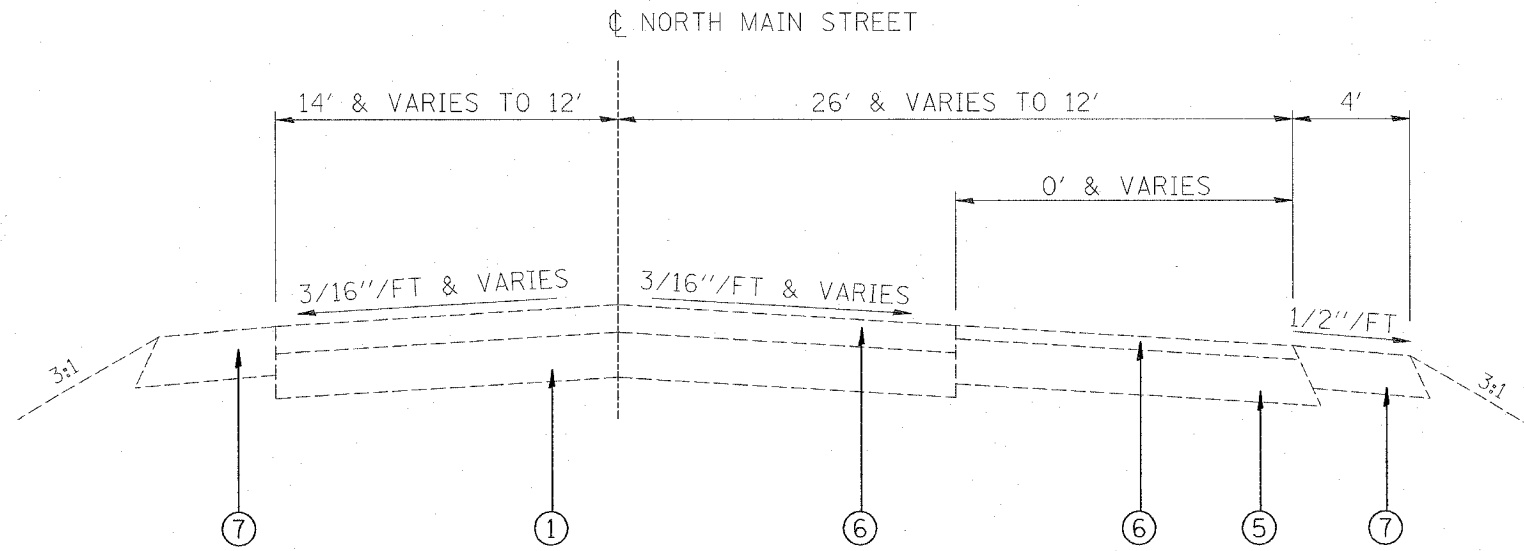 ℄ NORTH MAIN STREET
14' & VARIES TO 12'
26' & VARIES TO 12'
4'
0' & VARIES
3/16''/FT & VARIES
3/16''/FT & VARIES
1/2''/FT
3:1
3:1
7
1
6
6
5
7